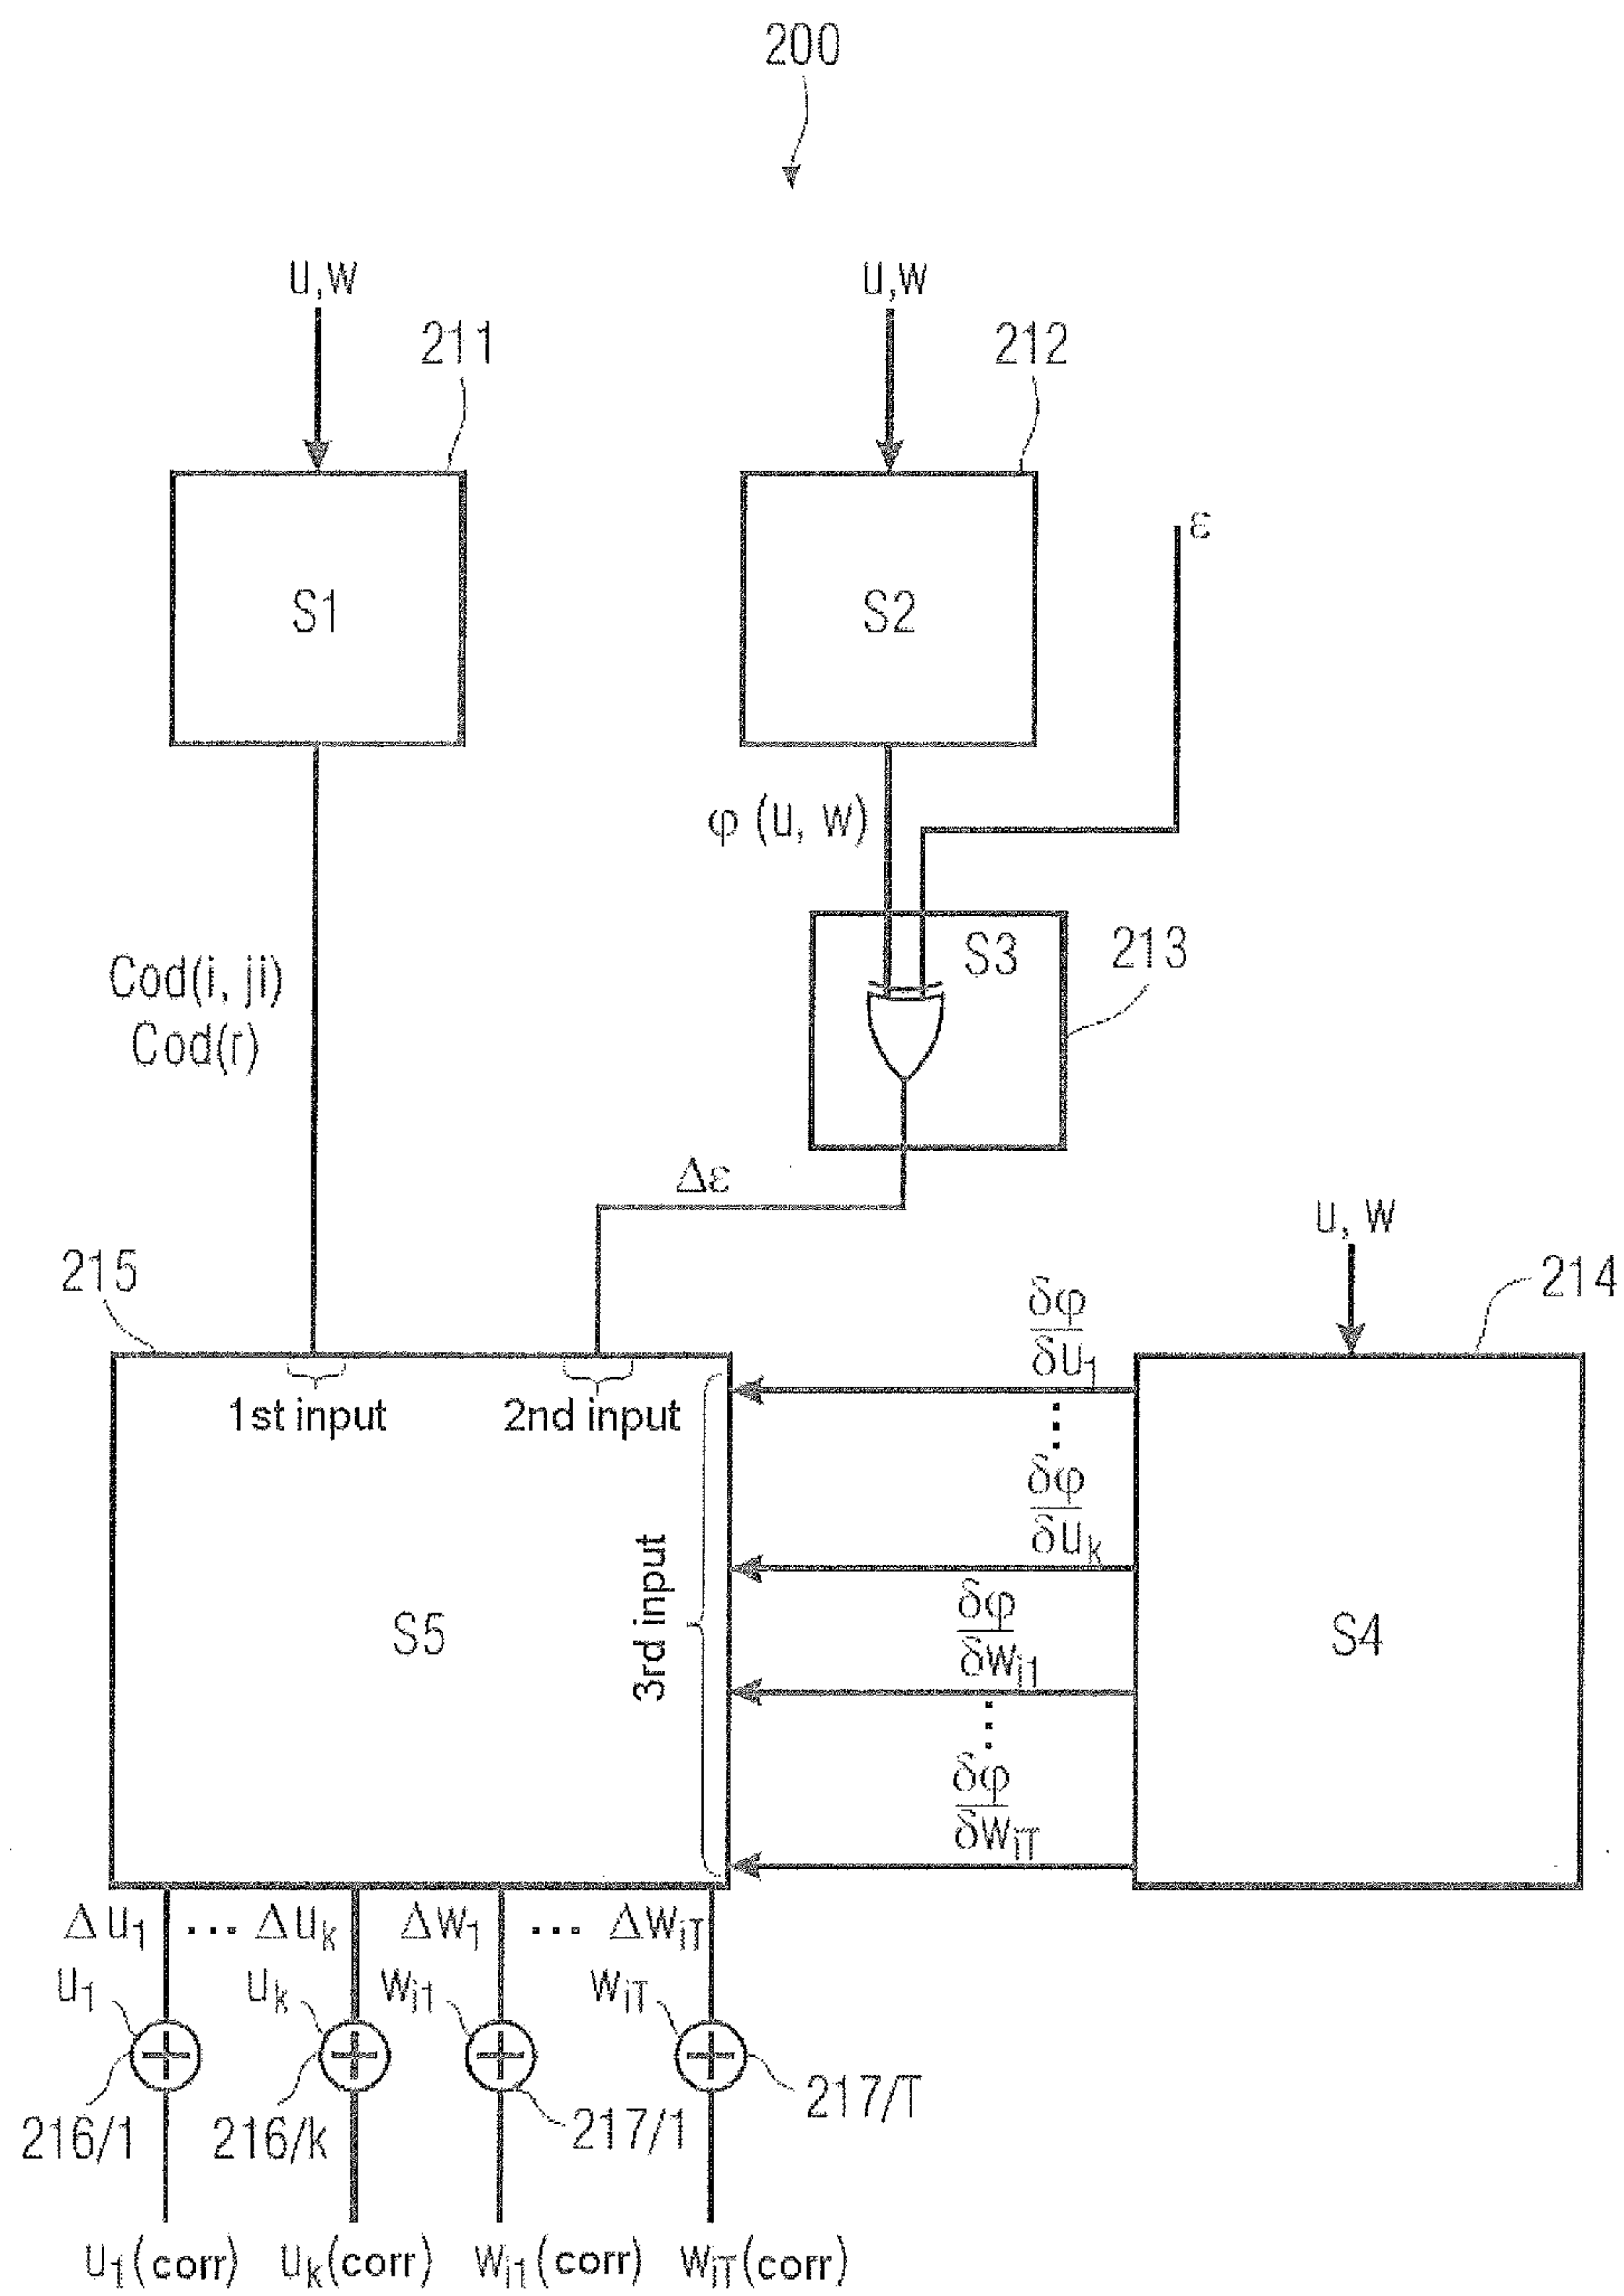 200
u,w
u,w
211
212
ε
S1
S2
φ (u, w)
S3
213
Cod(i, ji)
Cod(r)
Δε
u, w
215
214
δφ
δu1
1st input
2nd input
δφ
δuk
3rd input
S5
δφ
δwi1
S4
δφ
δwiT
Δu1 ... Δuk Δw1 ... ΔwiT
u1 uk wi1 wiT
216/1 216/k 217/1 217/T
u1(corr) uk(corr) wi1(corr) wiT(corr)